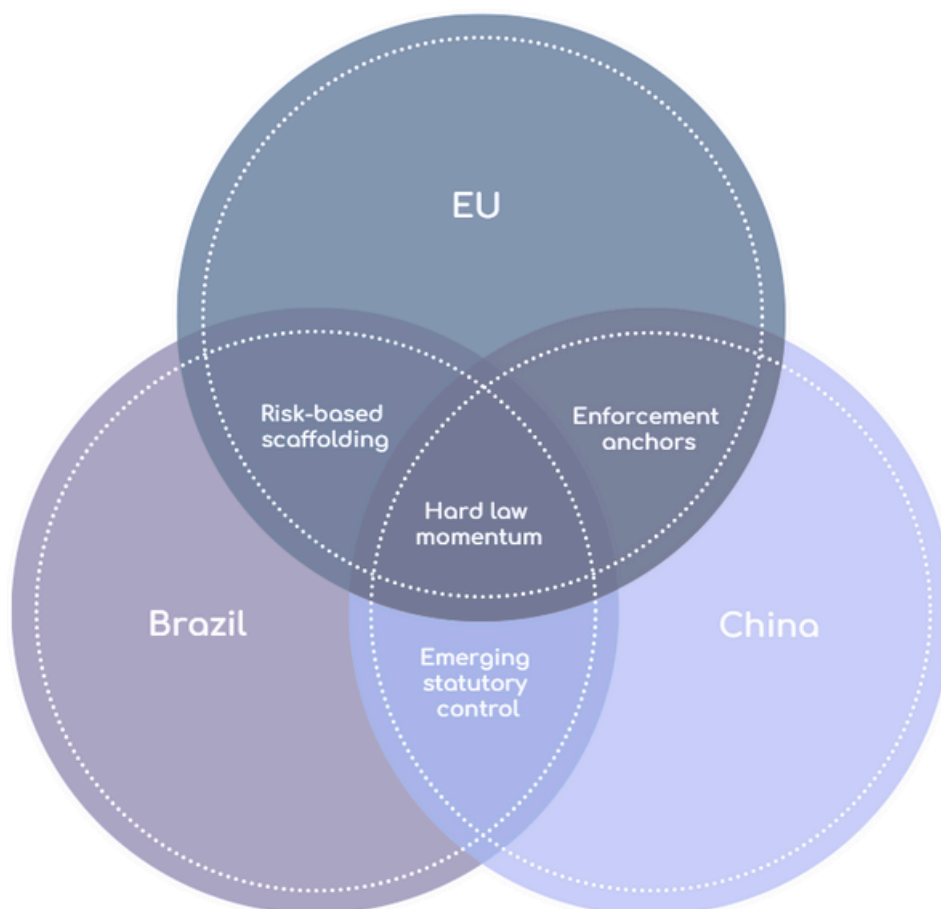 EU
Risk-based
scaffolding
Enforcement
anchors
Hard law
momentum
Brazil
China
Emerging
statutory
control